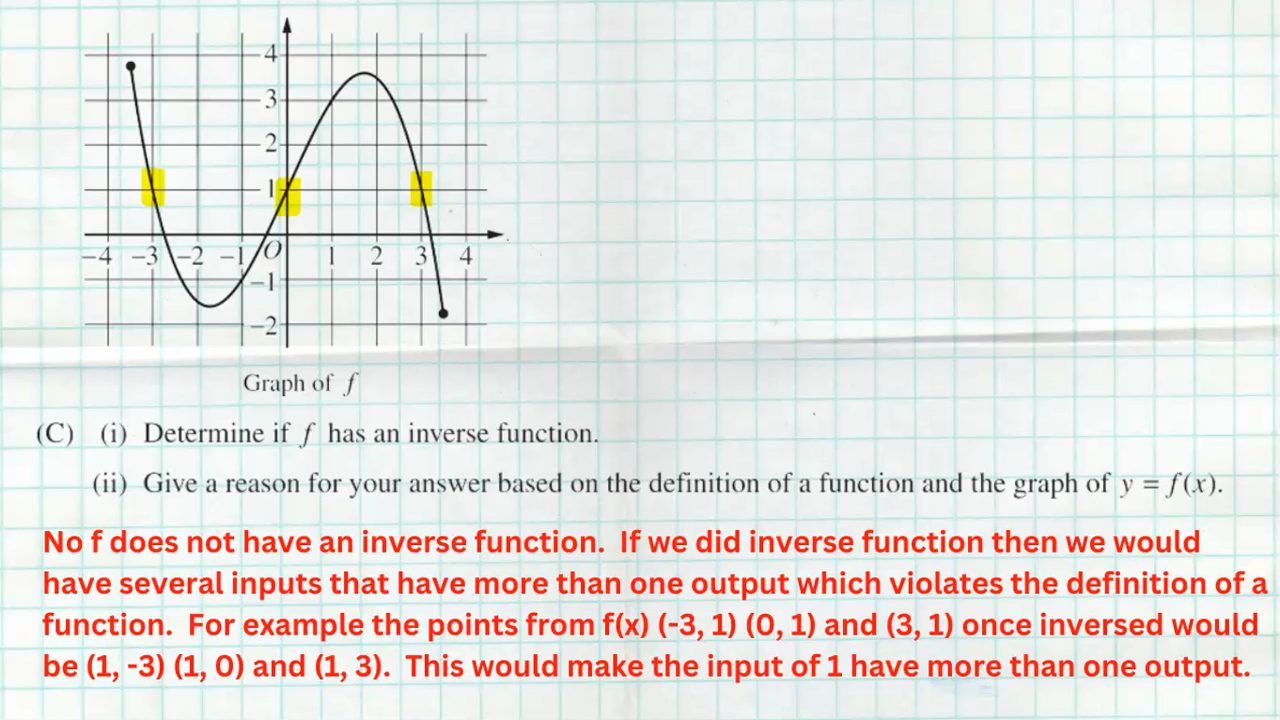 4
3
2
1
-4 -3 -2 -1 O 1 2 3 4
-1
-2
Graph of f
(C) (i) Determine if f has an inverse function.
(ii) Give a reason for your answer based on the definition of a function and the graph of y = f(x).
No f does not have an inverse function. If we did inverse function then we would
have several inputs that have more than one output which violates the definition of a
function. For example the points from f(x) (-3, 1) (0, 1) and (3, 1) once inversed would
be (1, -3) (1, 0) and (1, 3). This would make the input of 1 have more than one output.